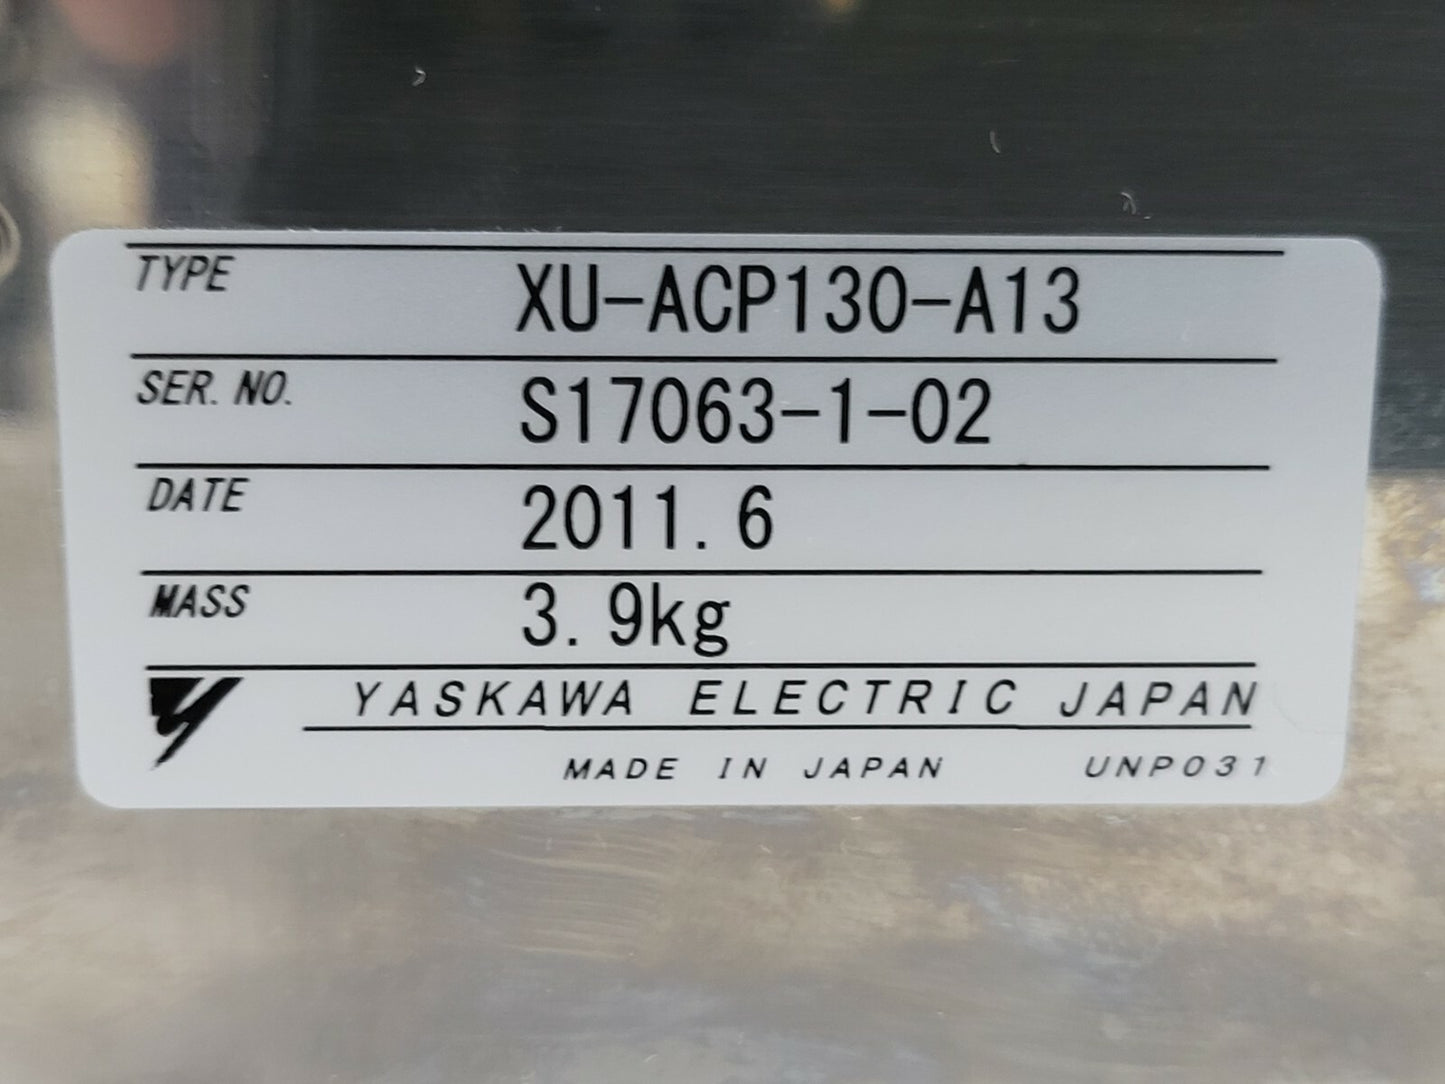 TYPE XU-ACP130-A13
SER. NO. S17063-1-02
DATE 2011. 6
MASS 3. 9kg
YASKAWA ELECTRIC JAPAN
MADE IN JAPAN UNP031